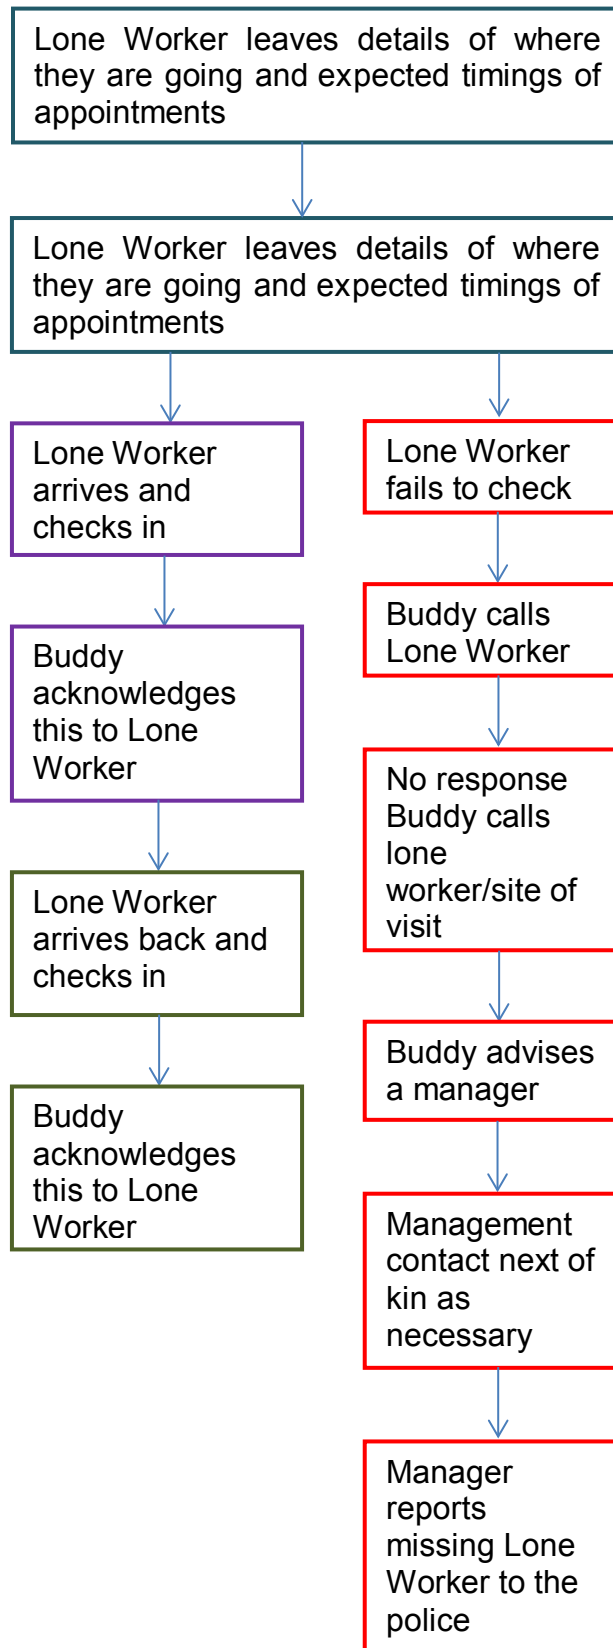 Lone Worker leaves details of where
they are going and expected timings of
appointments
Lone Worker leaves details of where
they are going and expected timings of
appointments
Lone Worker
arrives and
checks in
Buddy
acknowledges
this to Lone
Worker
Lone Worker
arrives back and
checks in
Buddy
acknowledges
this to Lone
Worker
Lone Worker
fails to check
Buddy calls
Lone Worker
No response
Buddy calls
lone
worker/site of
visit
Buddy advises
a manager
Management
contact next of
kin as
necessary
Manager
reports
missing Lone
Worker to the
police